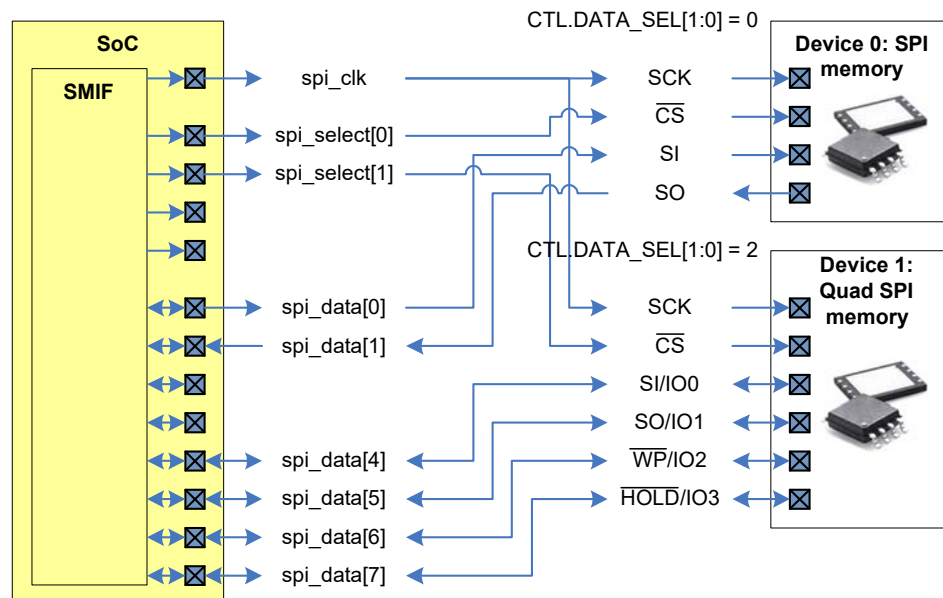 CTL.DATA_SEL[1:0] = 0
SoC
SMIF
Device 0: SPI
memory
spi_clk
SCK
spi_select[0]
CS
spi_select[1]
SI
SO
CTL.DATA_SEL[1:0] = 2
Device 1:
Quad SPI
memory
spi_data[0]
SCK
spi_data[1]
CS
SI/IO0
SO/IO1
spi_data[4]
WP/IO2
spi_data[5]
HOLD/IO3
spi_data[6]
spi_data[7]